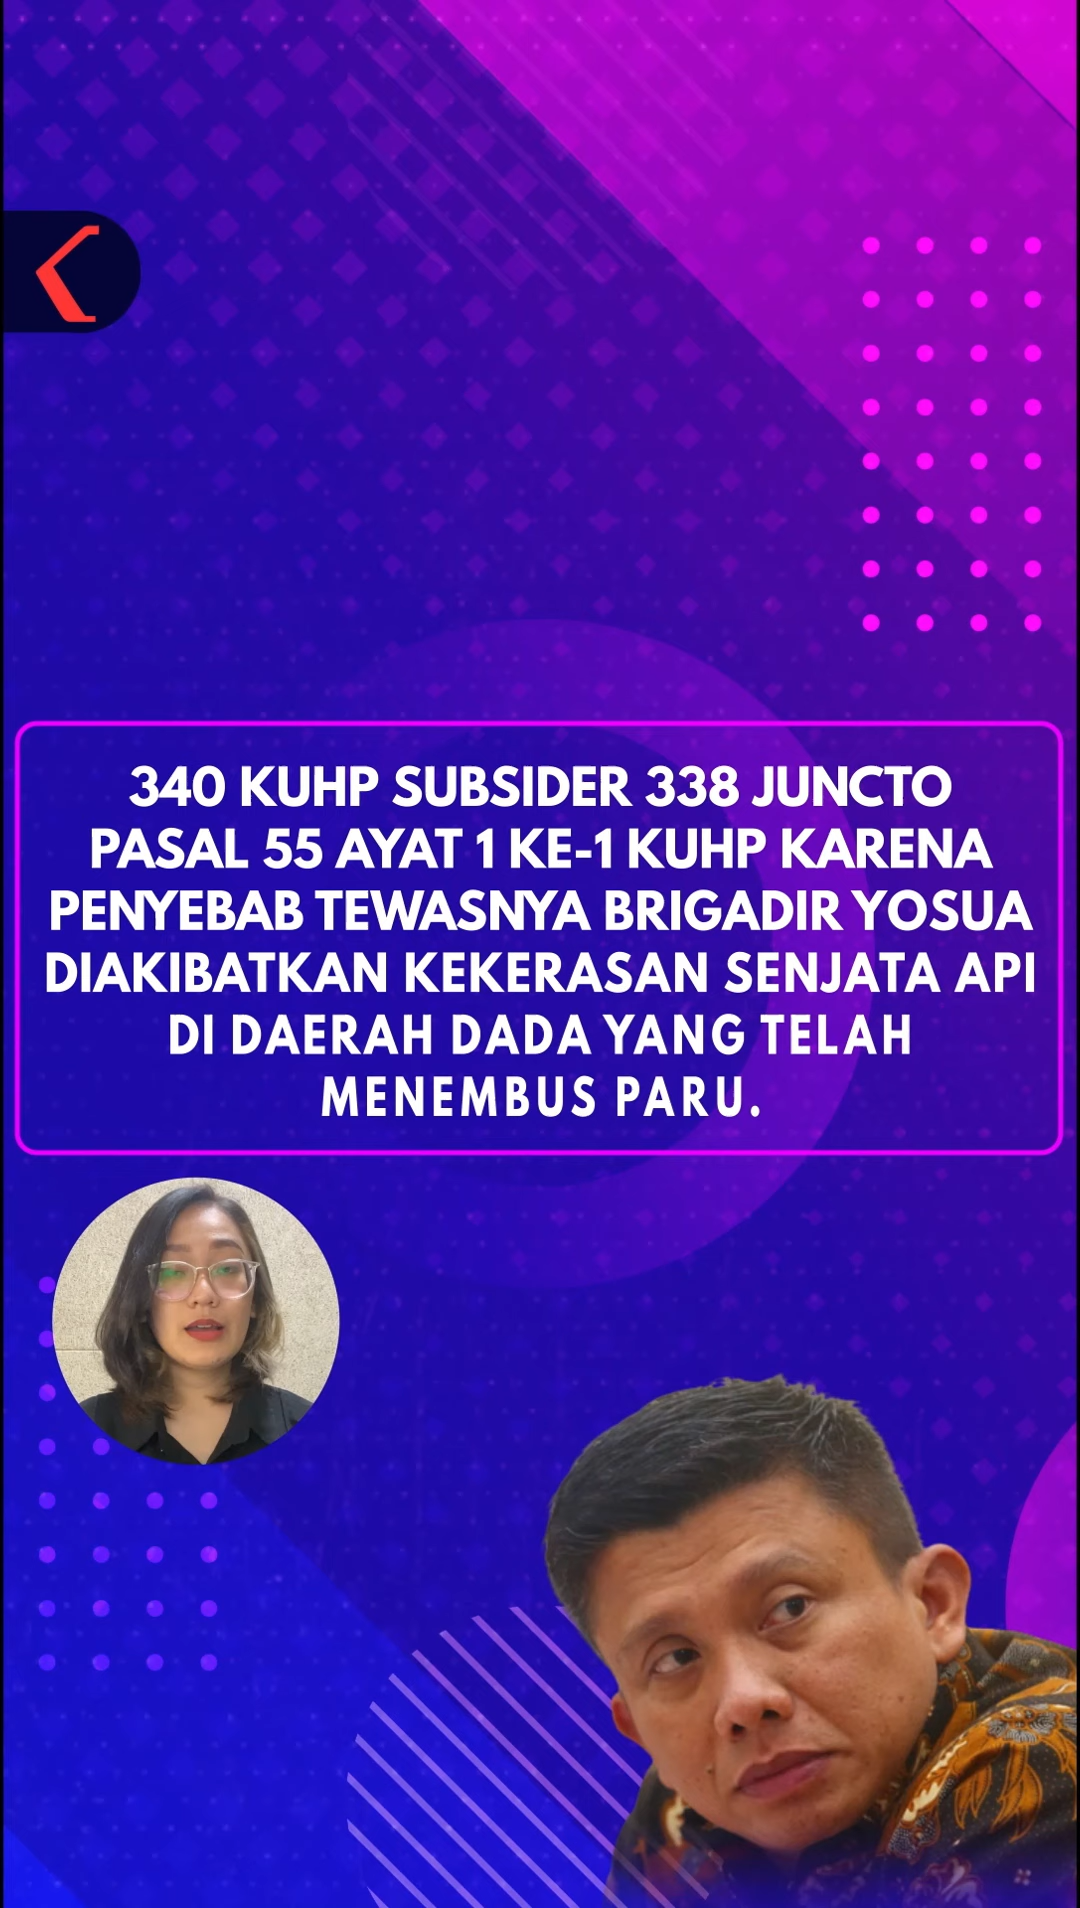 340 KUHP SUBSIDER 338 JUNCTO
PASAL 55 AYAT 1 KE-1 KUHP KARENA
PENYEBAB TEWASNYA BRIGADIR YOSUA
DIAKIBATKAN KEKERASAN SENJATA API
DI DAERAH DADA YANG TELAH
MENEMBUS PARU.